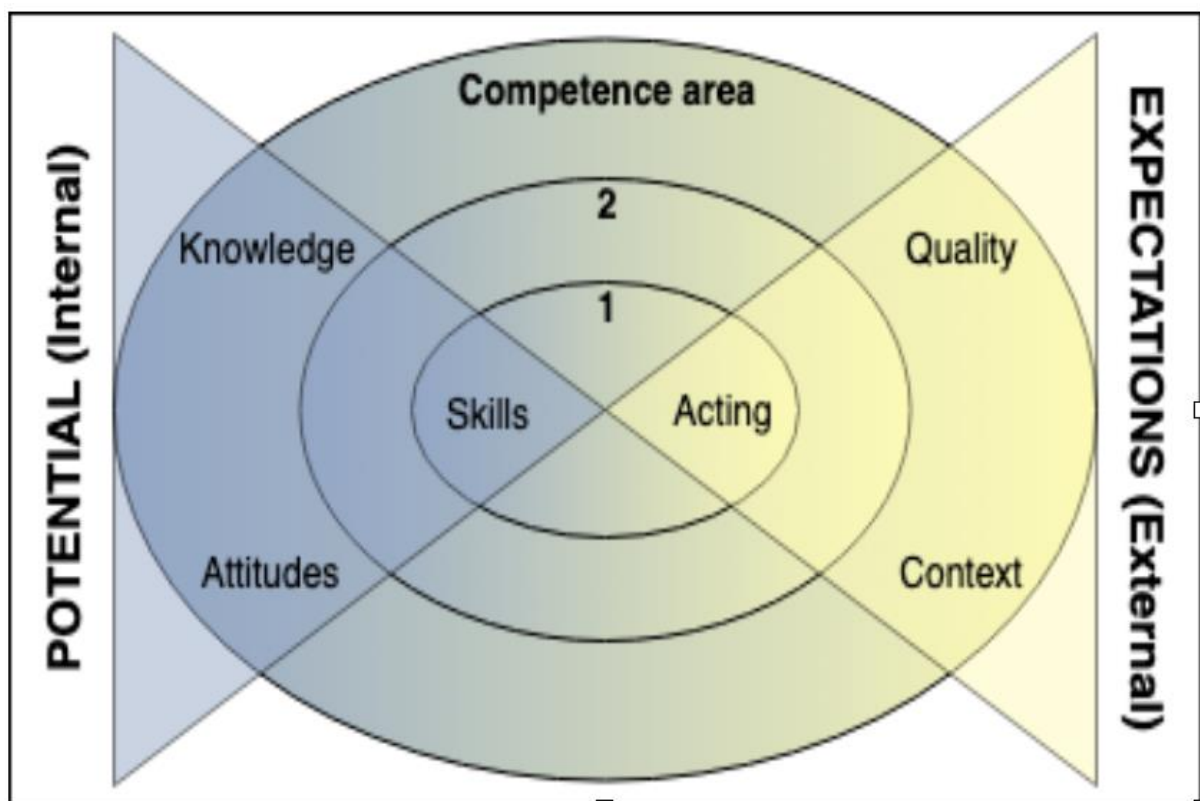 Competence area
2
1
POTENTIAL (Internal)
Knowledge
Attitudes
Skills
Acting
Quality
Context
EXPECTATIONS (External)